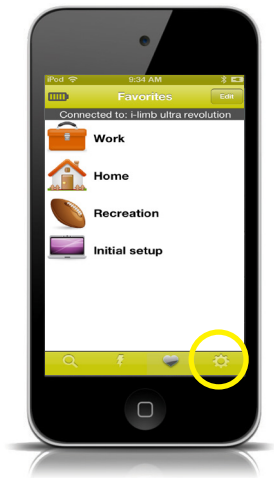 iPod 9:34 AM
Favorites Edit
Connected to: i-limb ultra revolution
Work
Home
Recreation
Initial setup